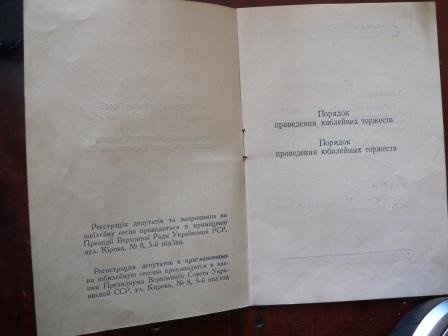 Реєстрація депутатів та запрошених на
ювілейну сесію провадиться в приміщенні
Президії Верховної Ради Української РСР,
вул. Кірова, № 8, 5-й під'їзд.
Регистрация депутатов и приглашенных
на юбилейную сессию производится в зда-
нии Президиума Верховного Совета Укра-
инской ССР, ул. Кирова, № 8, 5-й подъезд
Порядок
проведення ювілейних торжеств
Порядок
проведения юбилейных торжеств